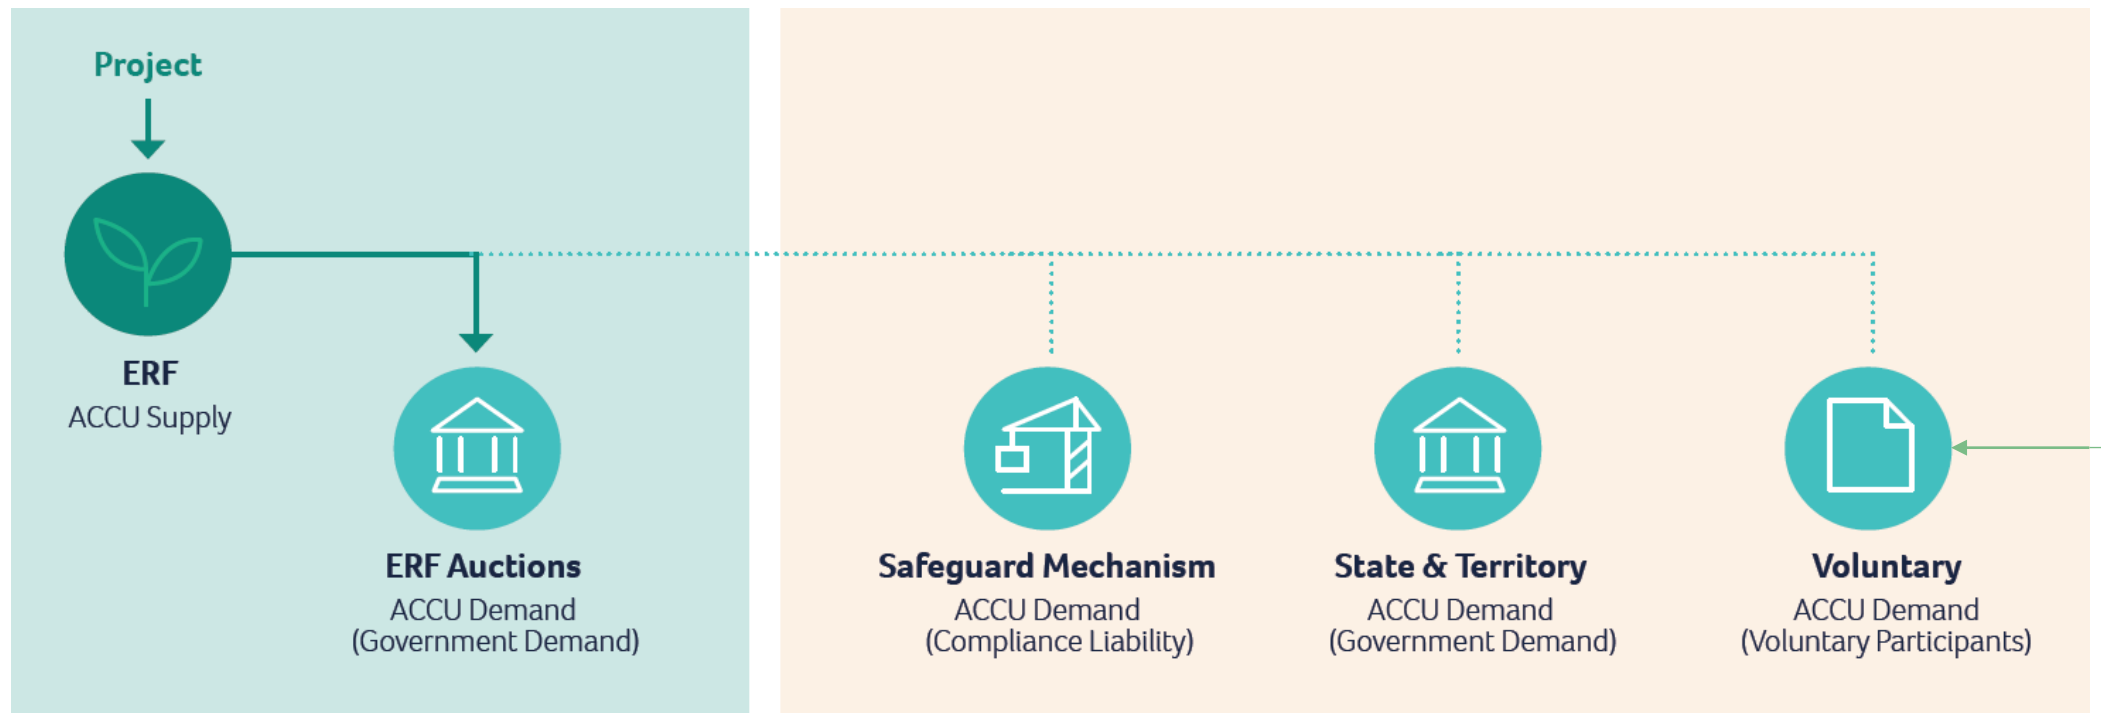 Project
ERF
ACCU Supply
ERF Auctions
ACCU Demand
(Government Demand)
Safeguard Mechanism
ACCU Demand
(Compliance Liability)
State & Territory
ACCU Demand
(Government Demand)
Voluntary
ACCU Demand
(Voluntary Participants)